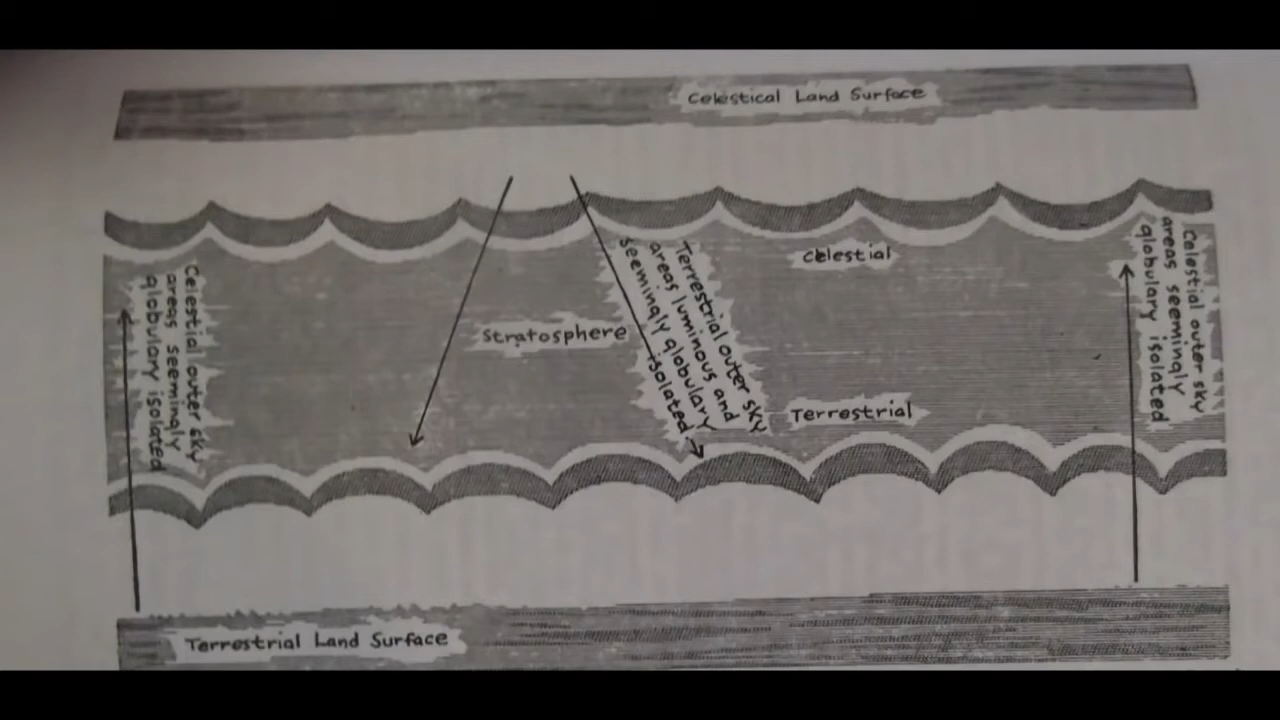 Celestical Land Surface
Celestial outer sky
areas seemingly
globulary isolated
Stratosphere
Terrestrial outer sky
areas luminous and
seemingly globulary
isolated
Celestial
Terrestrial
Celestial outer sky
areas seemingly
globulary isolated
Terrestrial Land Surface